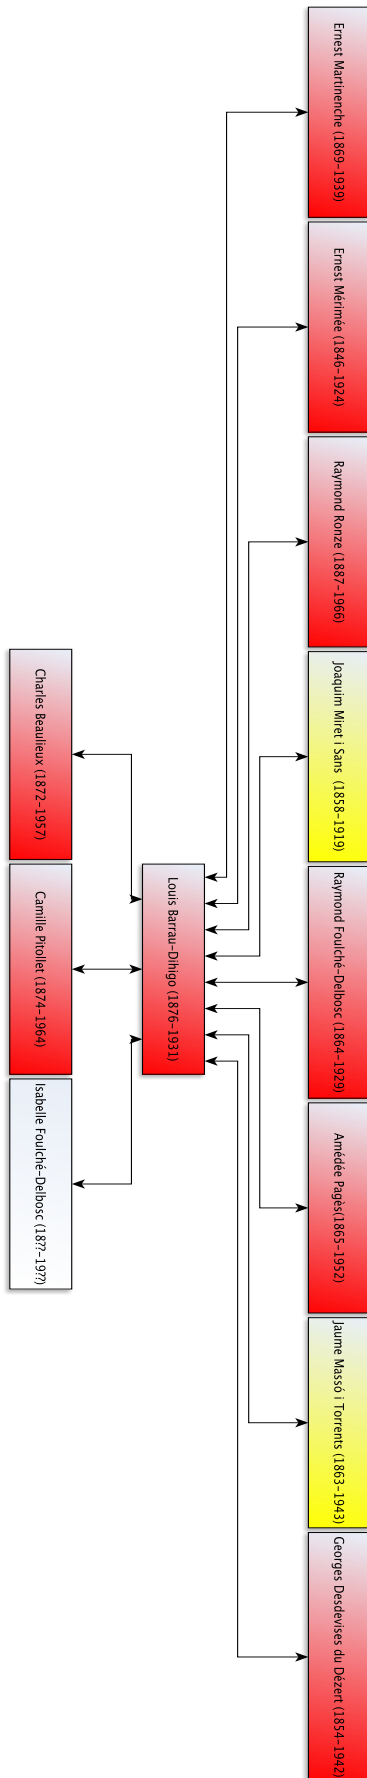 Ernest Martinenche (1869-1939)
Ernest Mérimée (1846-1924)
Raymond Ronze (1887-1966)
Joaquim Miret i Sans (1858-1919)
Raymond Foulché-Delbosc (1864-1929)
Amédée Pagès(1865-1952)
Jaume Massó i Torrents (1863-1943)
Georges Desdevises du Dézert (1854-1942)
Louis Barrau-Dihigo (1876-1931)
Charles Beaulieux (1872-1957)
Camille Pitollet (1874-1964)
Isabelle Foulché-Delbosc (18??-19??)